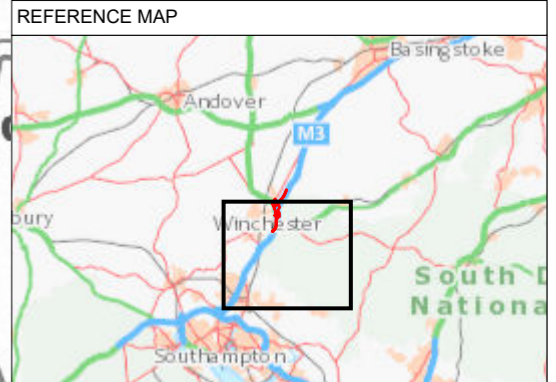 REFERENCE MAP
Basingstoke
Andover
M3
bury
Winchester
South D
Nationa
Southampton